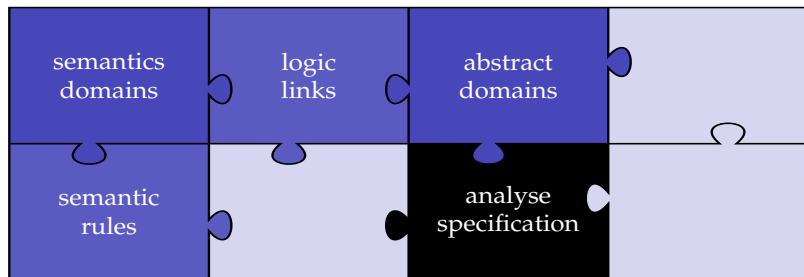 semantics
domains
logic
links
abstract
domains
semantic
rules
analyse
specification